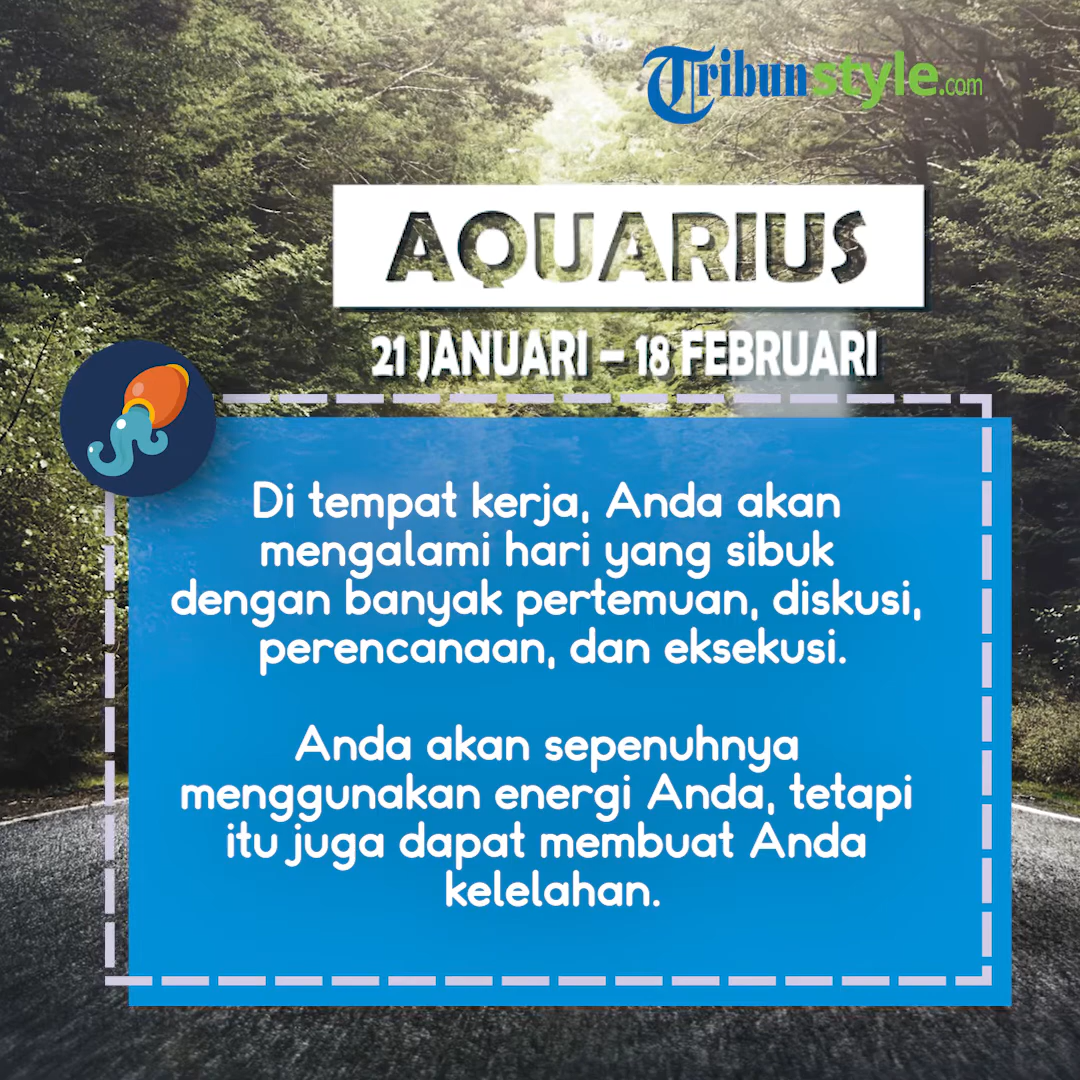 Tribunstyle.com
AQUARIUS
21 JANUARI – 18 FEBRUARI
Di tempat kerja, Anda akan
mengalami hari yang sibuk
dengan banyak pertemuan, diskusi,
perencanaan, dan eksekusi.
Anda akan sepenuhnya
menggunakan energi Anda, tetapi
itu juga dapat membuat Anda
kelelahan.